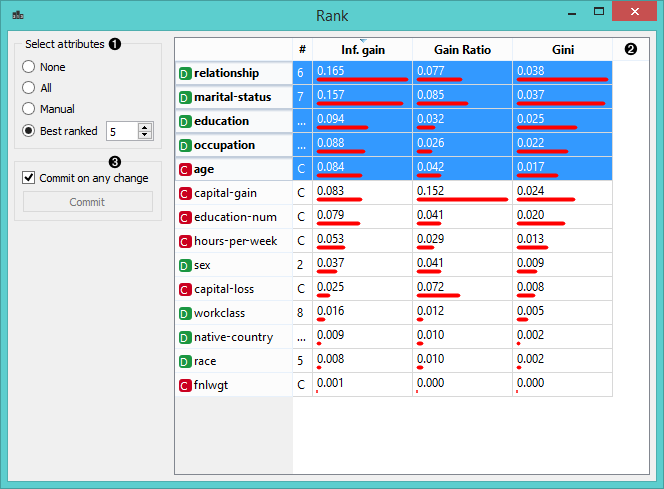 Rank
Select attributes 1
None
All
Manual
Best ranked 5
3
Commit on any change
Commit
# Inf. gain Gain Ratio Gini 2
D relationship 6 0.165 0.077 0.038
D marital-status 7 0.157 0.085 0.037
D education ... 0.094 0.032 0.025
D occupation ... 0.088 0.026 0.022
C age C 0.084 0.042 0.017
C capital-gain C 0.083 0.152 0.024
C education-num C 0.079 0.041 0.020
C hours-per-week C 0.053 0.029 0.013
D sex 2 0.037 0.041 0.009
C capital-loss C 0.025 0.072 0.008
D workclass 8 0.016 0.012 0.005
D native-country ... 0.009 0.010 0.002
D race 5 0.008 0.010 0.002
C fnlwgt C 0.001 0.000 0.000